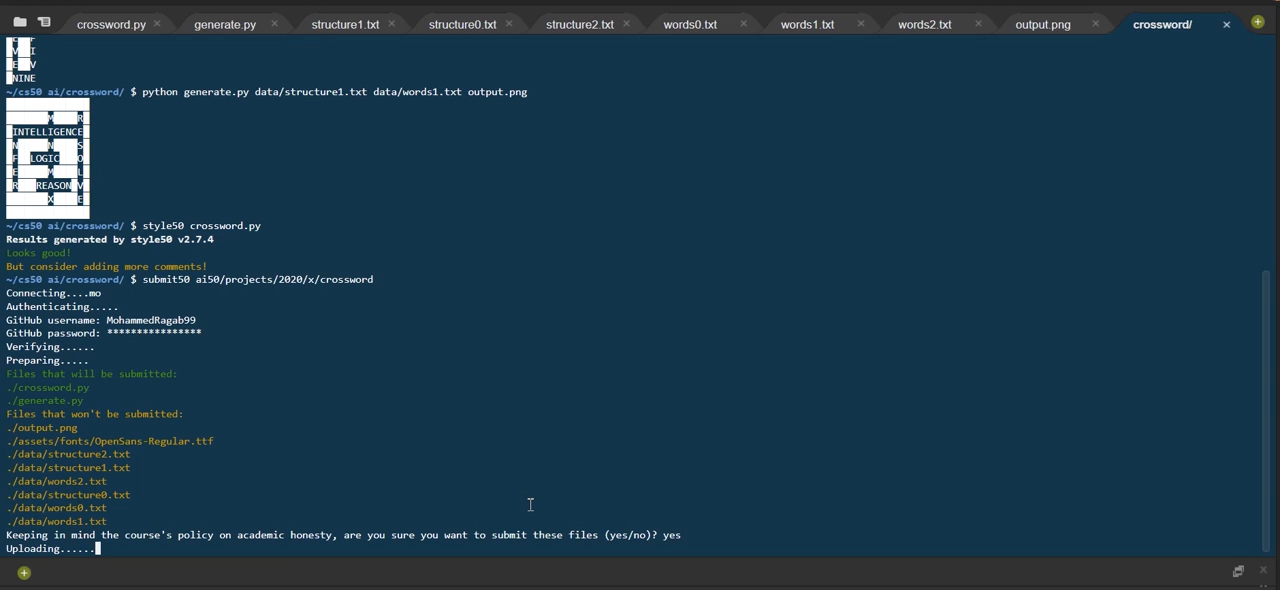 crossword.py generate.py structure1.txt structure0.txt structure2.txt words0.txt words1.txt words2.txt output.png crossword/
V I
E V
NINE
~/cs50 ai/crossword/ $ python generate.py data/structure1.txt data/words1.txt output.png
M R
INTELLIGENCE
N N S
F LOGIC O
E M L
R REASON V
X E
~/cs50 ai/crossword/ $ style50 crossword.py
Results generated by style50 v2.7.4
Looks good!
But consider adding more comments!
~/cs50 ai/crossword/ $ submit50 ai50/projects/2020/x/crossword
Connecting....mo
Authenticating.....
GitHub username: MohammedRagab99
GitHub password: ****************
Verifying......
Preparing.....
Files that will be submitted:
./crossword.py
./generate.py
Files that won't be submitted:
./output.png
./assets/fonts/OpenSans-Regular.ttf
./data/structure2.txt
./data/structure1.txt
./data/words2.txt
./data/structure0.txt
./data/words0.txt
./data/words1.txt
Keeping in mind the course's policy on academic honesty, are you sure you want to submit these files (yes/no)? yes
Uploading......